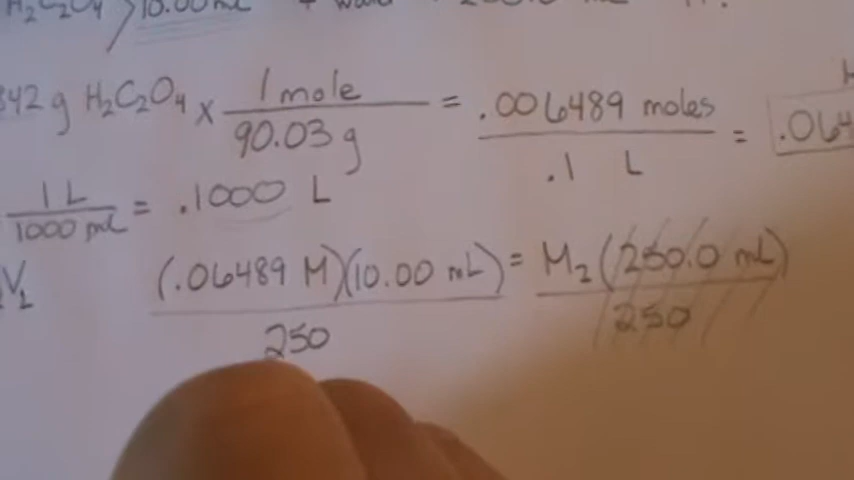 H₂C₂O₄ 10.00 mL +
842 g H₂C₂O₄ x 1 mole / 90.03 g = .006489 moles / .1 L = .064
1 L / 1000 mL = .1000 L
V₂ (.06489 M)(10.00 mL) / 250 = M₂ (250.0 mL) / 250